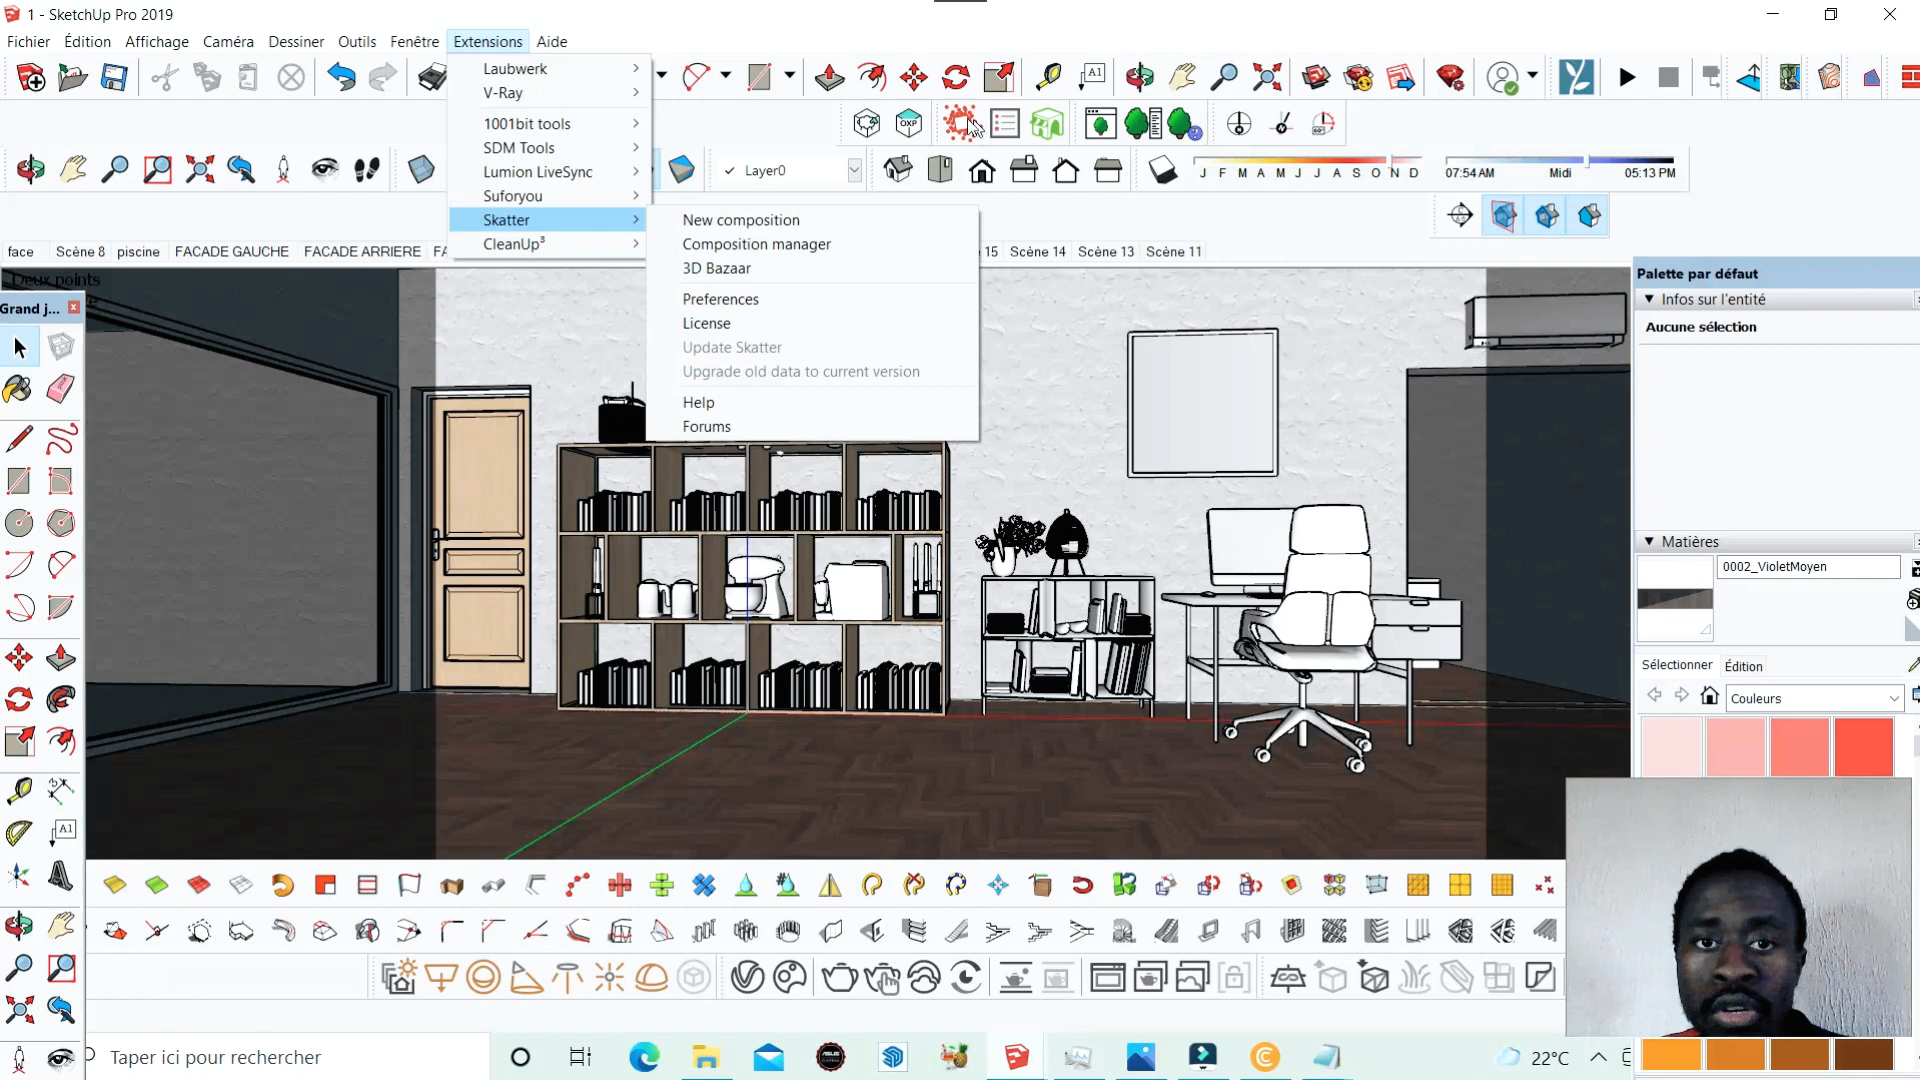 1 - SketchUp Pro 2019
Fichier Édition Affichage Caméra Dessiner Outils Fenêtre Extensions Aide
Laubwerk
V-Ray
1001bit tools
SDM Tools
Lumion LiveSync
Suforyou
Skatter
CleanUp³
New composition
Composition manager
3D Bazaar
Preferences
License
Update Skatter
Upgrade old data to current version
Help
Forums
A1
OXP
Layer0
J F M A M J J A S O N D
07:54 AM Midi 05:13 PM
face Scène 8 piscine FACADE GAUCHE FACADE ARRIERE FA 15 Scène 14 Scène 13 Scène 11
Deux points
Grand j...
Palette par défaut
Infos sur l'entité
Aucune sélection
Matières
0002_VioletMoyen
Sélectionner Édition
Couleurs
A1
Taper ici pour rechercher
22°C